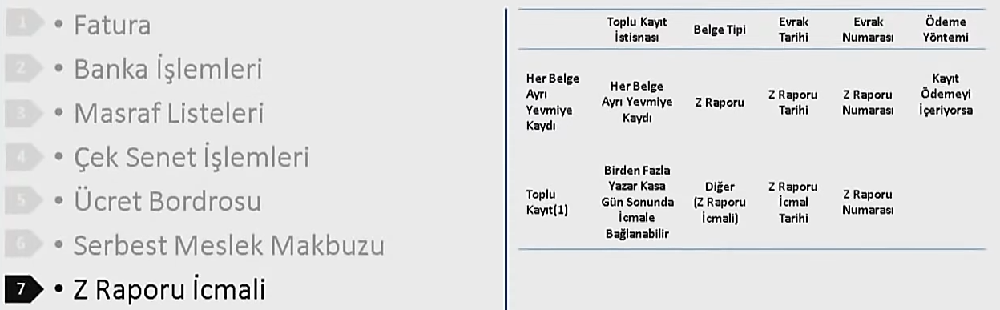 1 • Fatura
2 • Banka İşlemleri
3 • Masraf Listeleri
4 • Çek Senet İşlemleri
5 • Ücret Bordrosu
6 • Serbest Meslek Makbuzu
7 • Z Raporu İcmali
Toplu Kayıt
İstisnası
Belge Tipi
Evrak
Tarihi
Evrak
Numarası
Ödeme
Yöntemi
Her Belge
Ayrı
Yevmiye
Kaydı
Her Belge
Ayrı Yevmiye
Kaydı
Z Raporu
Z Raporu
Tarihi
Z Raporu
Numarası
Kayıt
Ödemeyi
İçeriyorsa
Toplu
Kayıt(1)
Birden Fazla
Yazar Kasa
Gün Sonunda
İcmale
Bağlanabilir
Diğer
(Z Raporu
İcmali)
Z Raporu
İcmal
Tarihi
Z Raporu
Numarası